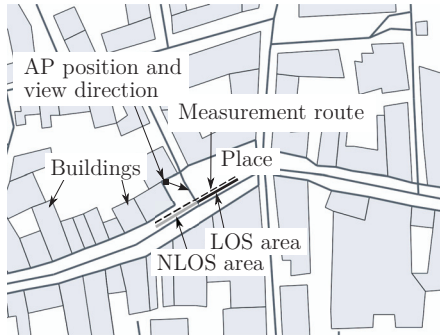 AP position and
view direction
Measurement route
Buildings
Place
LOS area
NLOS area